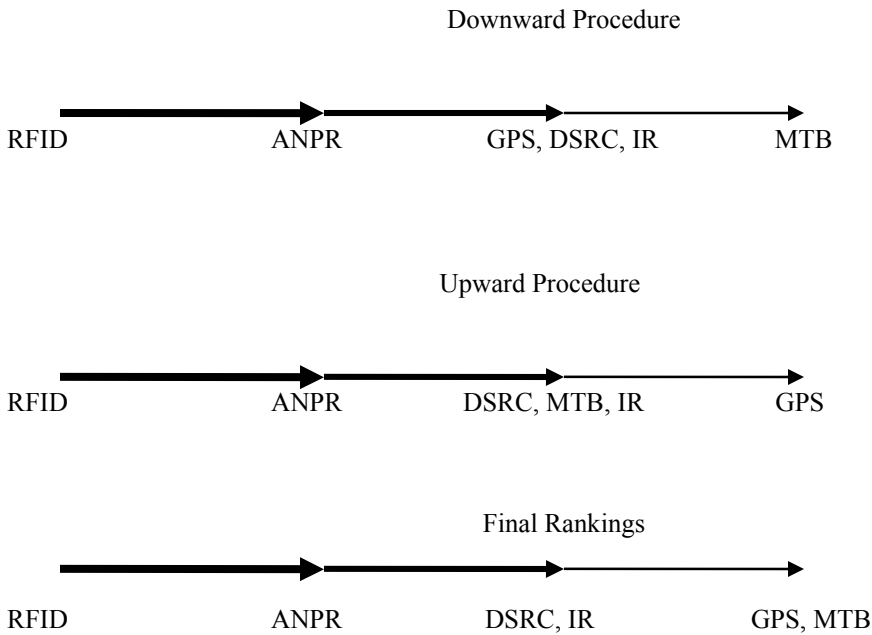 Downward Procedure
RFID ANPR GPS, DSRC, IR MTB
Upward Procedure
RFID ANPR DSRC, MTB, IR GPS
Final Rankings
RFID ANPR DSRC, IR GPS, MTB